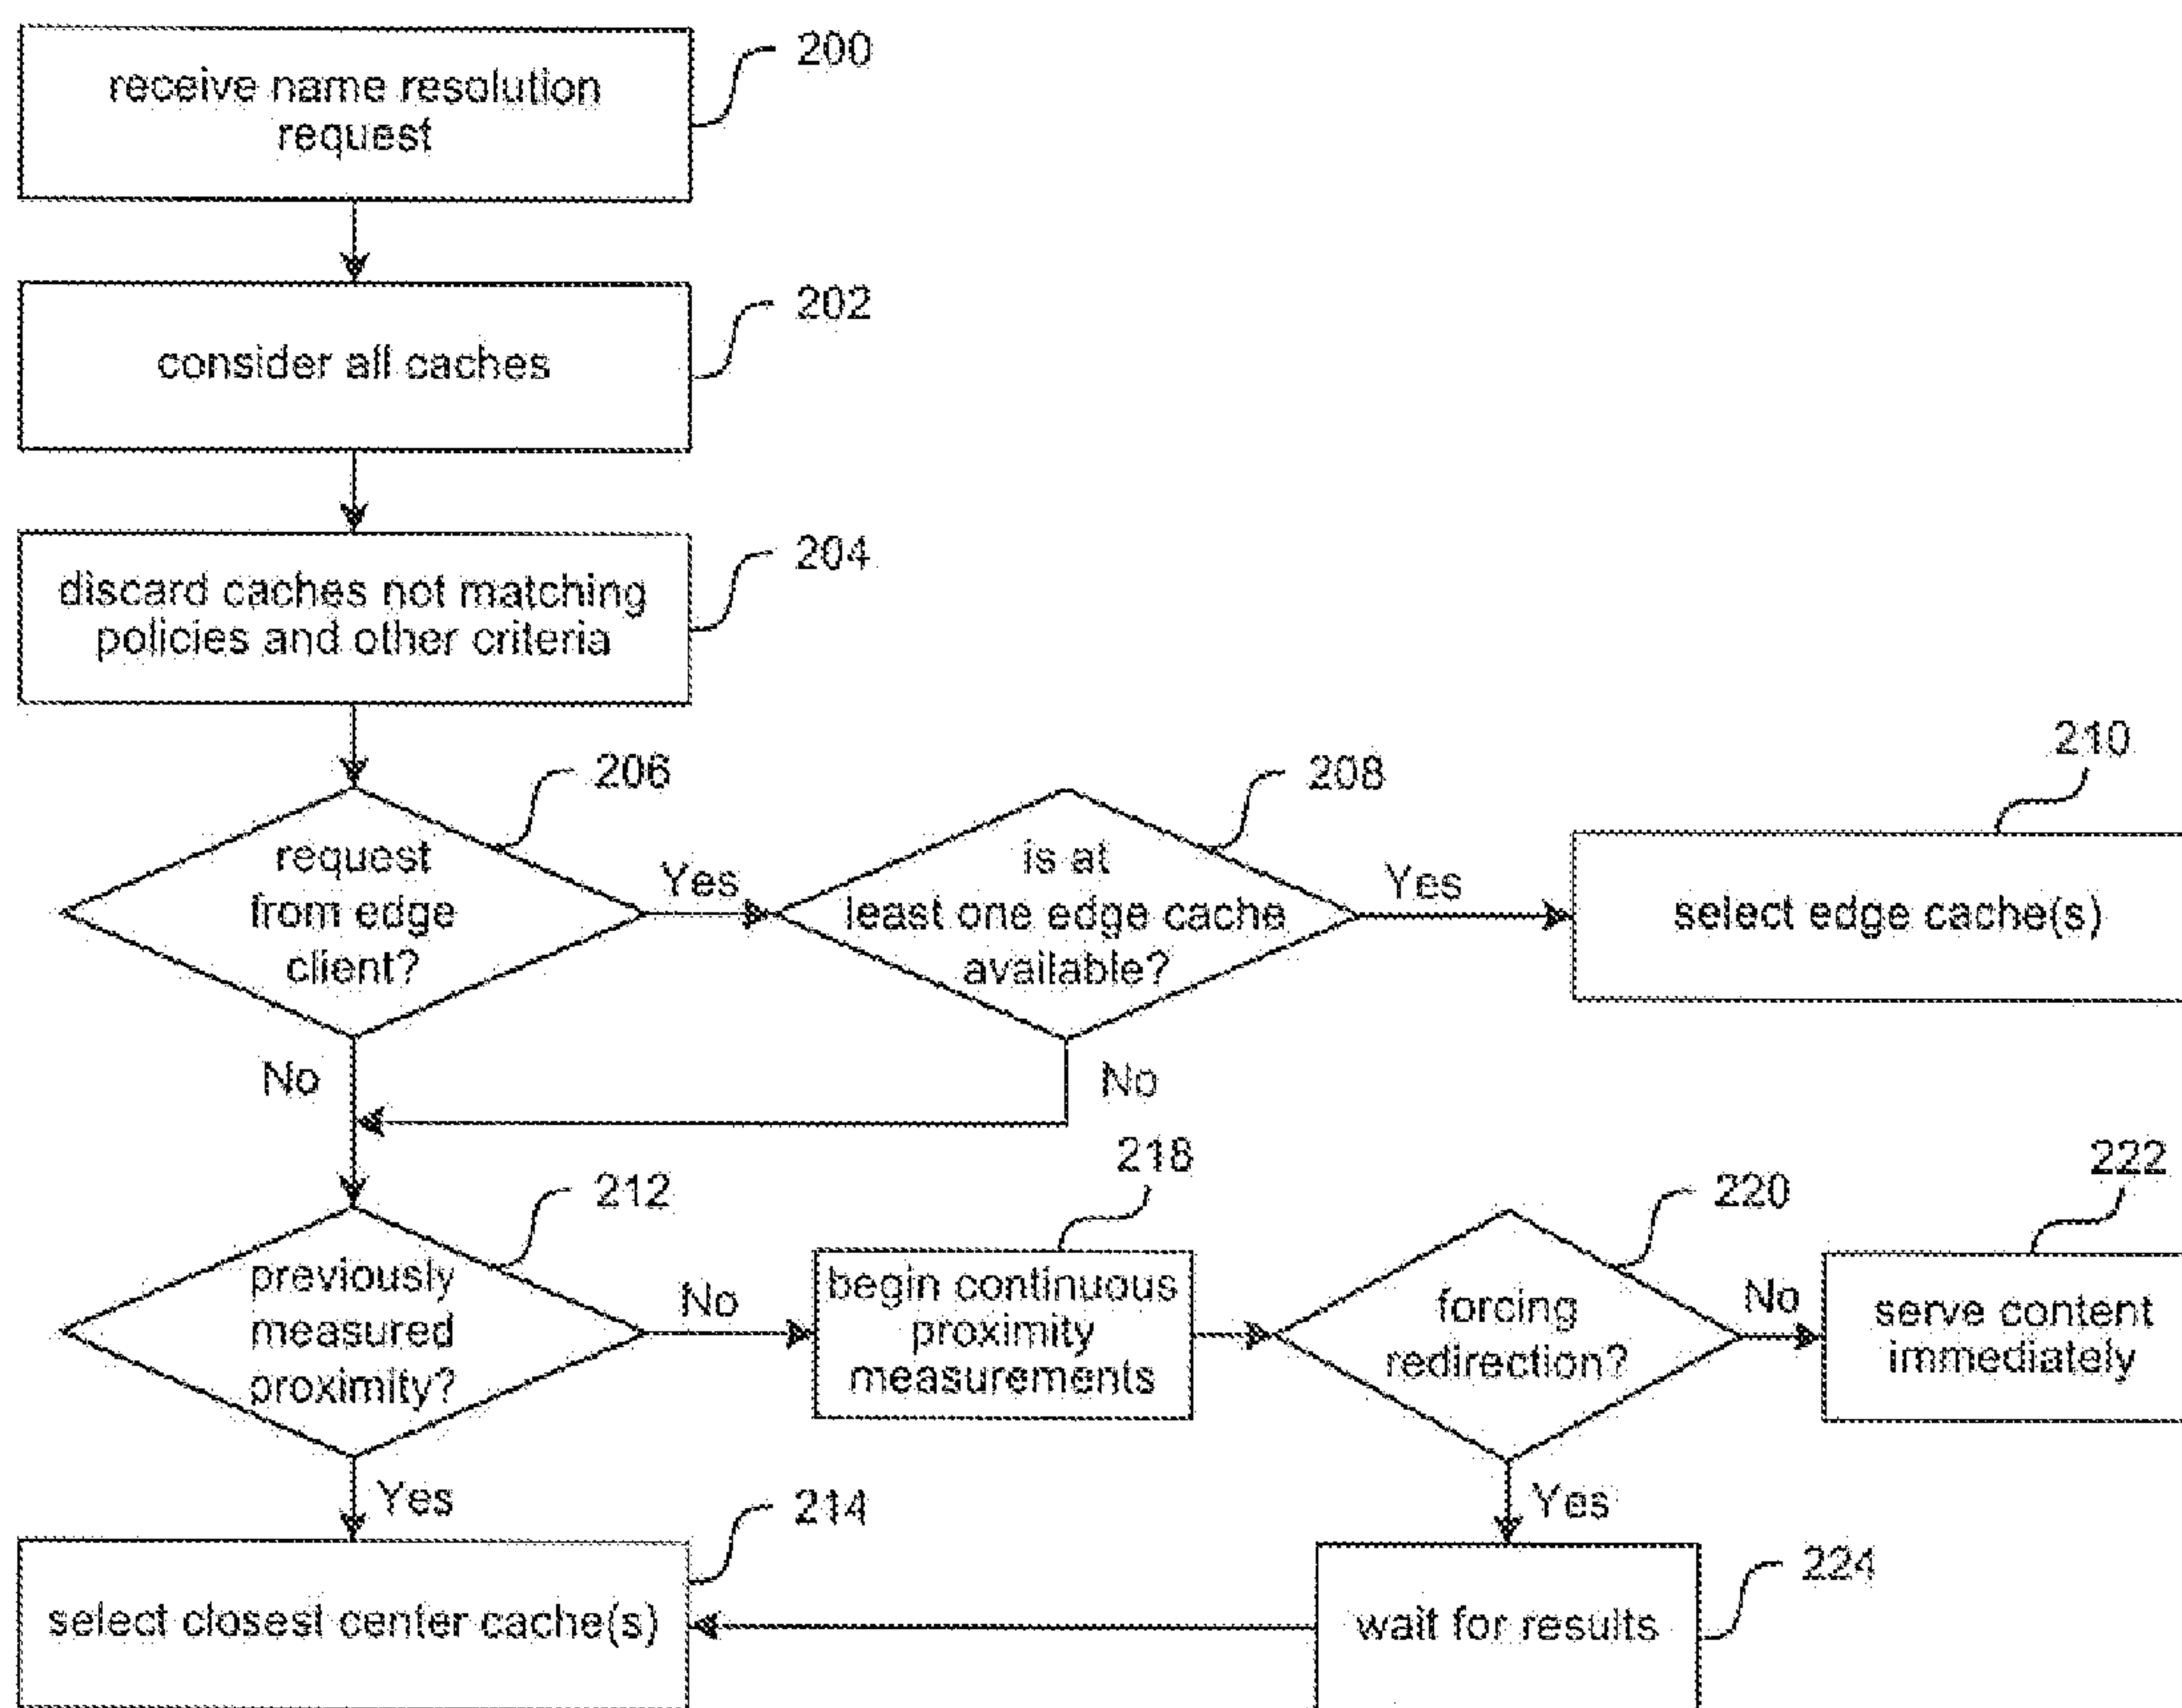 receive name resolution
request
200
consider all caches
202
discard caches not matching
policies and other criteria
204
request
from edge
client?
206
Yes
is at
least one edge cache
available?
208
Yes
select edge cache(s)
210
No
No
previously
measured
proximity?
212
No
begin continuous
proximity
measurements
218
forcing
redirection?
220
No
serve content
immediately
222
Yes
Yes
select closest center cache(s)
214
wait for results
224